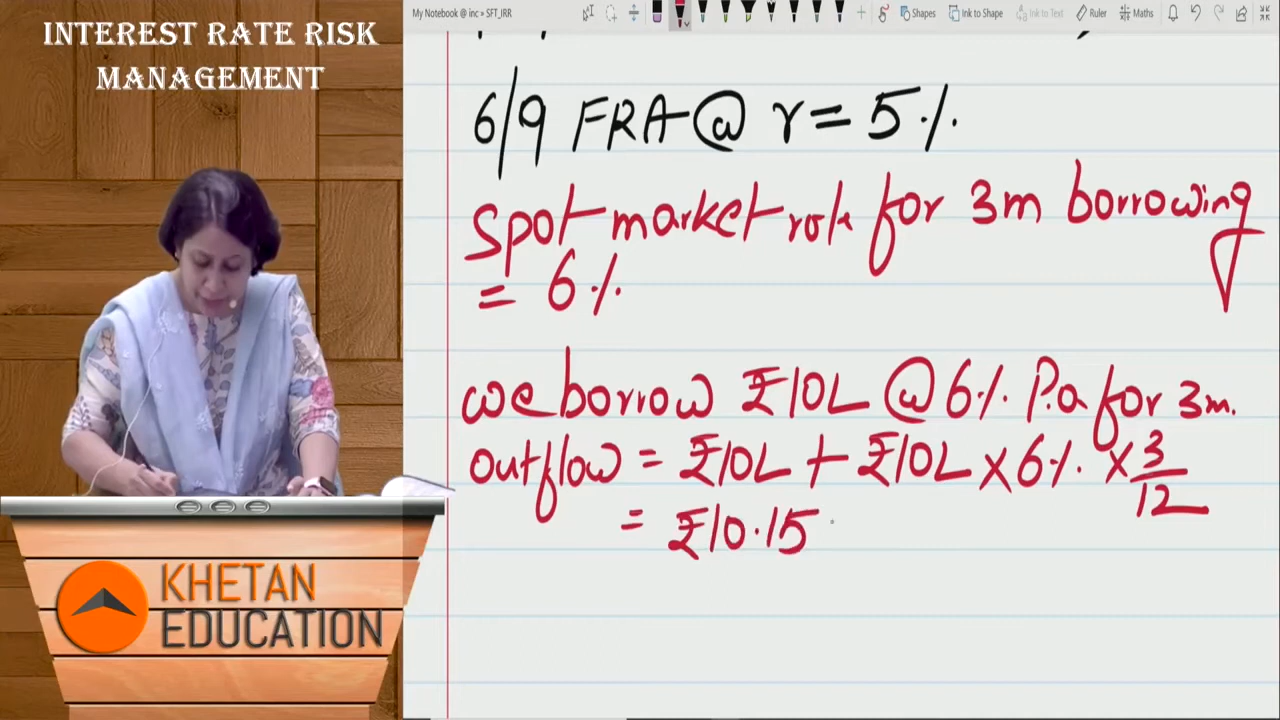 INTEREST RATE RISK
MANAGEMENT
My Notebook @ inc » SFT_IRR
Shapes
Ink to Shape
Ink to Text
Ruler
Maths
6/9 FRA @ r = 5%.
Spot market rate for 3m borrowing
= 6%
we borrow ₹10L @ 6%. P.a for 3m.
outflow = ₹10L + ₹10L × 6%. × 3/12
= ₹10.15
KHETAN
EDUCATION